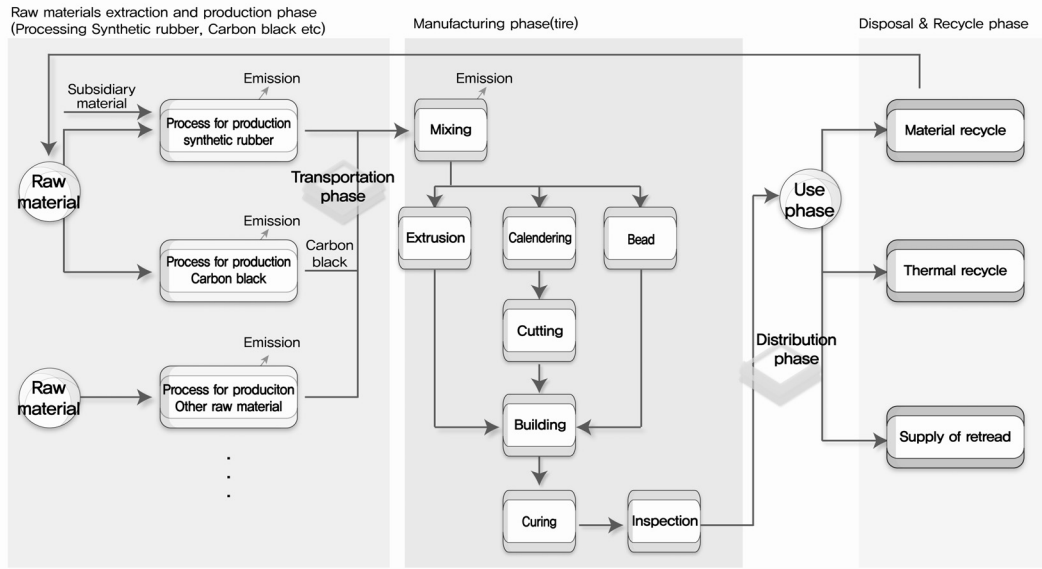 Raw materials extraction and production phase
(Processing Synthetic rubber, Carbon black etc)
Manufacturing phase(tire)
Disposal & Recycle phase
Subsidiary
material
Emission
Process for production
synthetic rubber
Raw
material
Transportation
phase
Emission
Process for production
Carbon black
Carbon
black
Emission
Raw
material
Process for produciton
Other raw material
Emission
Mixing
Extrusion
Calendering
Bead
Cutting
Building
Curing
Inspection
Distribution
phase
Use
phase
Material recycle
Thermal recycle
Supply of retread